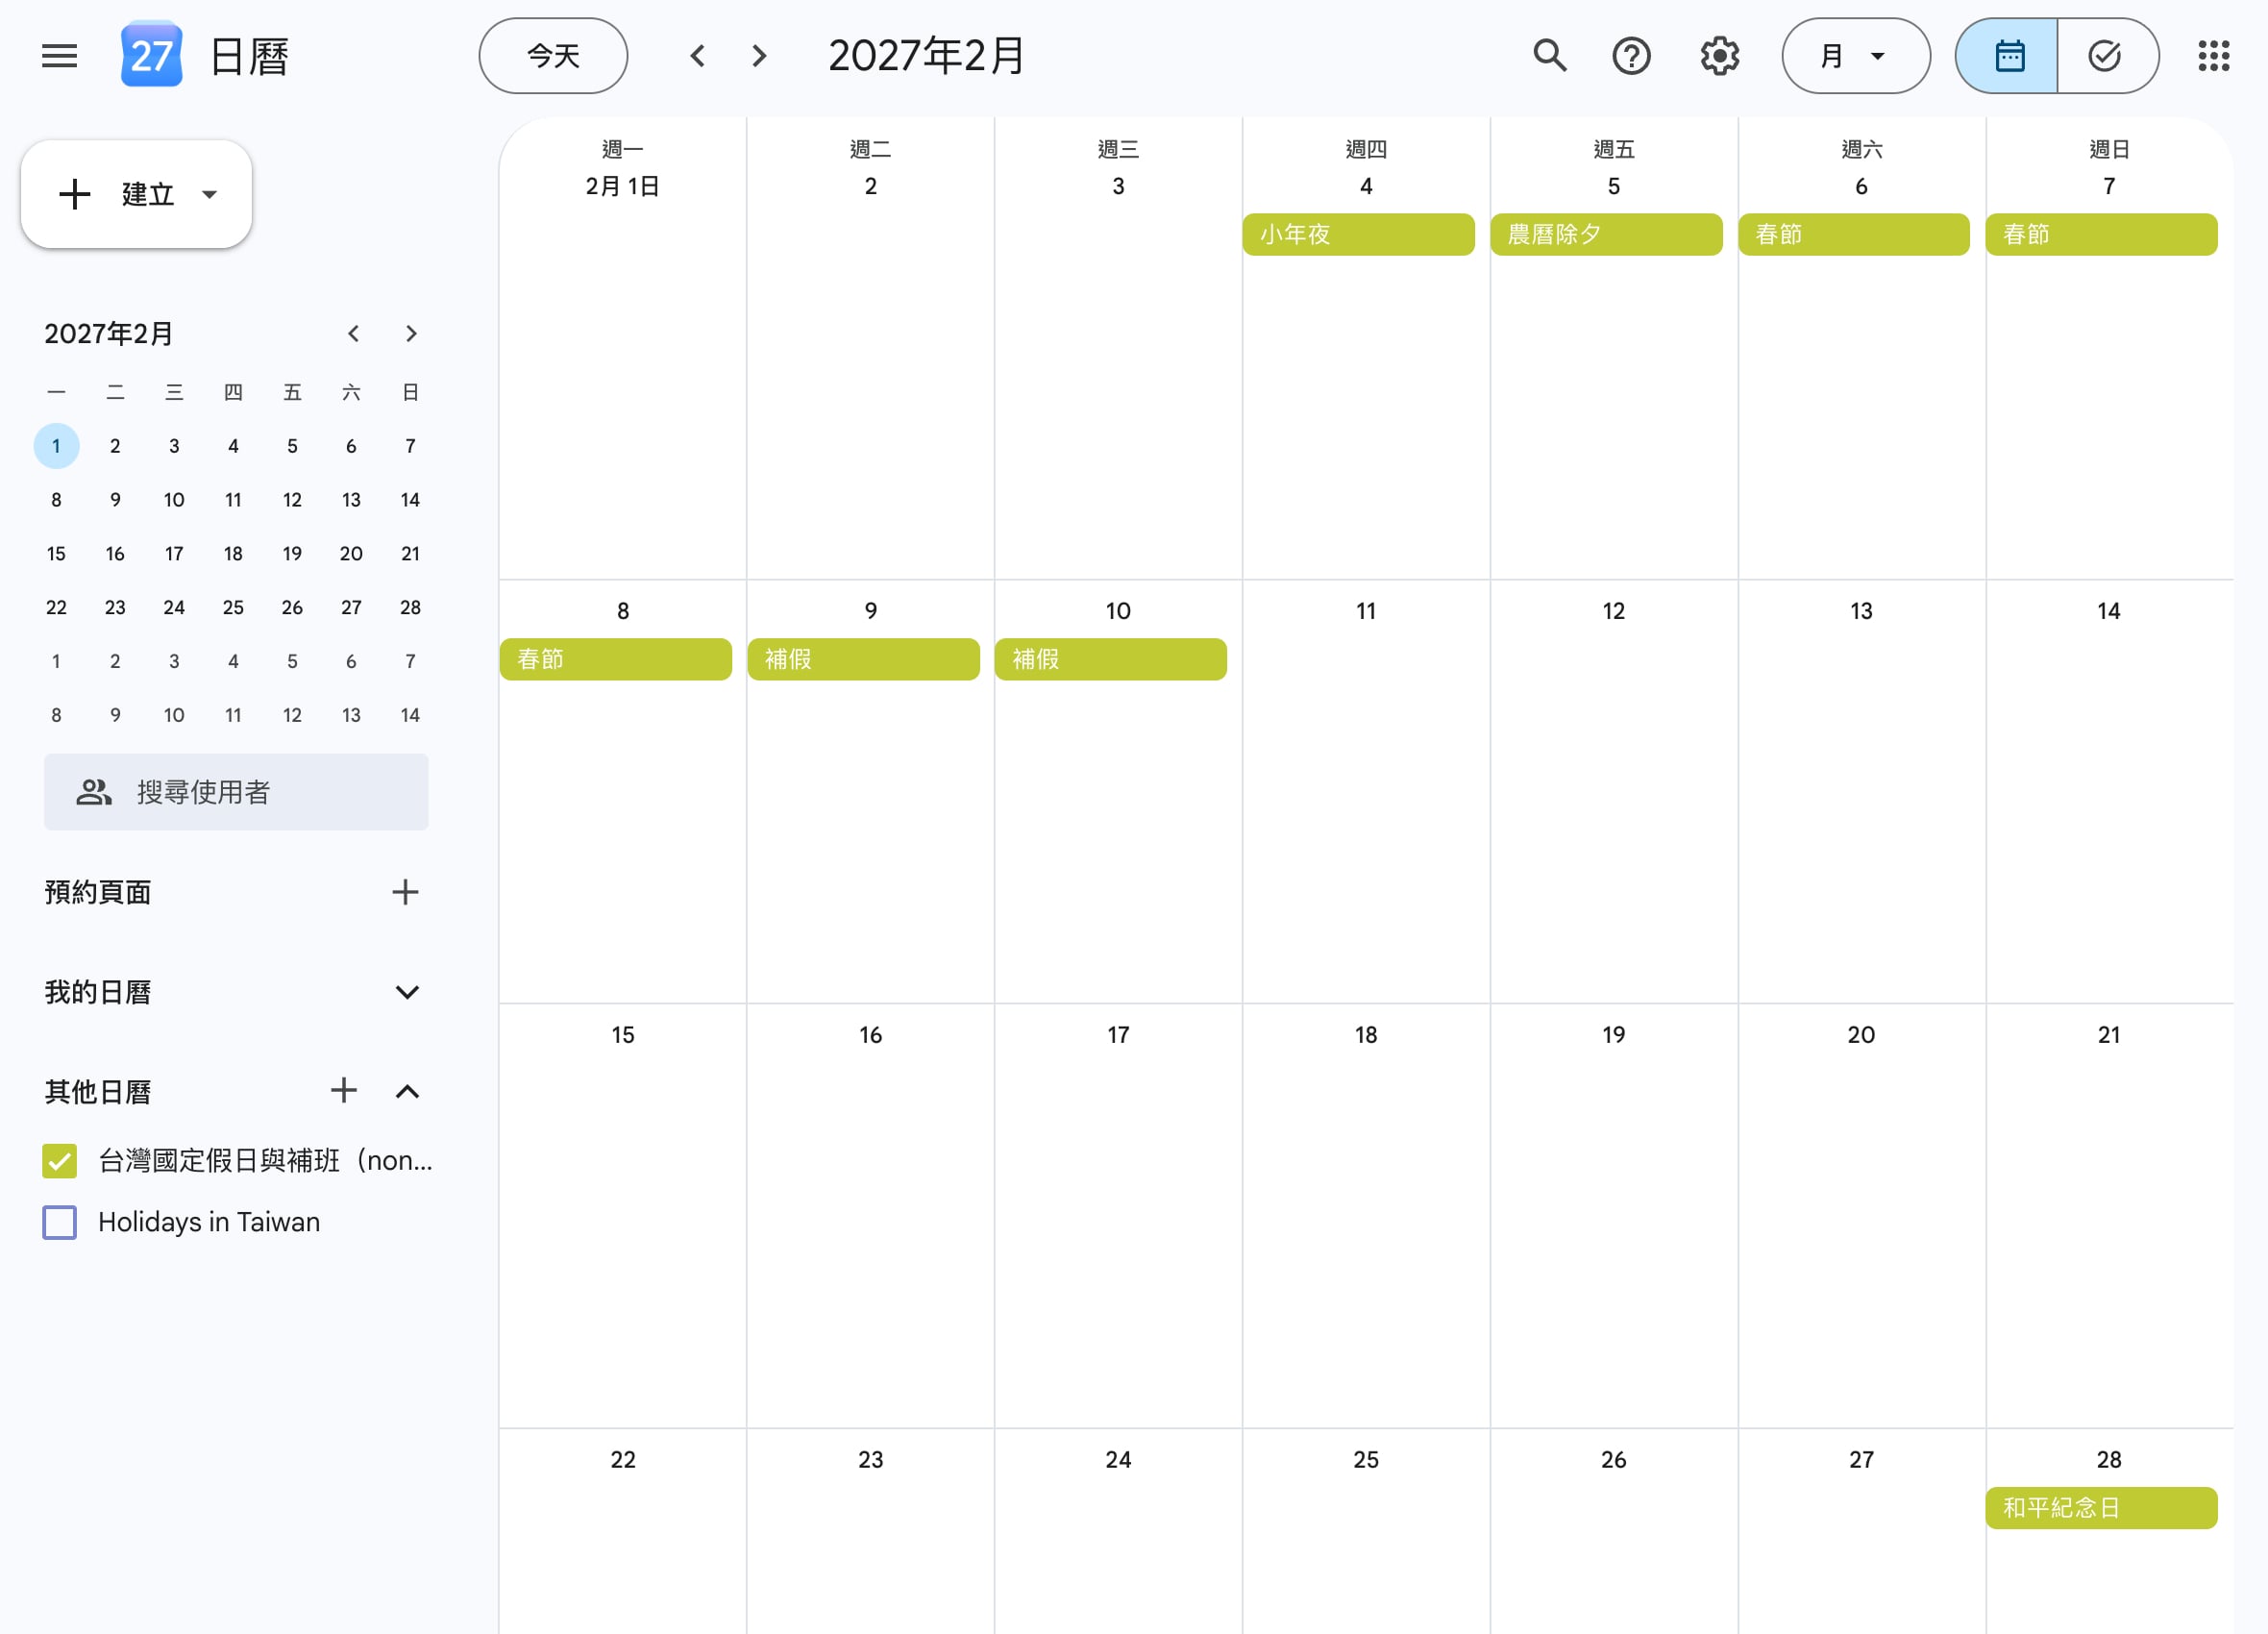 27 日曆 今天 2027年2月 月
建立
2027年2月
一 二 三 四 五 六 日
1 2 3 4 5 6 7
8 9 10 11 12 13 14
15 16 17 18 19 20 21
22 23 24 25 26 27 28
1 2 3 4 5 6 7
8 9 10 11 12 13 14
搜尋使用者
預約頁面
我的日曆
其他日曆
台灣國定假日與補班（non...
Holidays in Taiwan
週一 週二 週三 週四 週五 週六 週日
2月 1日 2 3 4 5 6 7
小年夜 農曆除夕 春節 春節
8 9 10 11 12 13 14
春節 補假 補假
15 16 17 18 19 20 21
22 23 24 25 26 27 28
和平紀念日